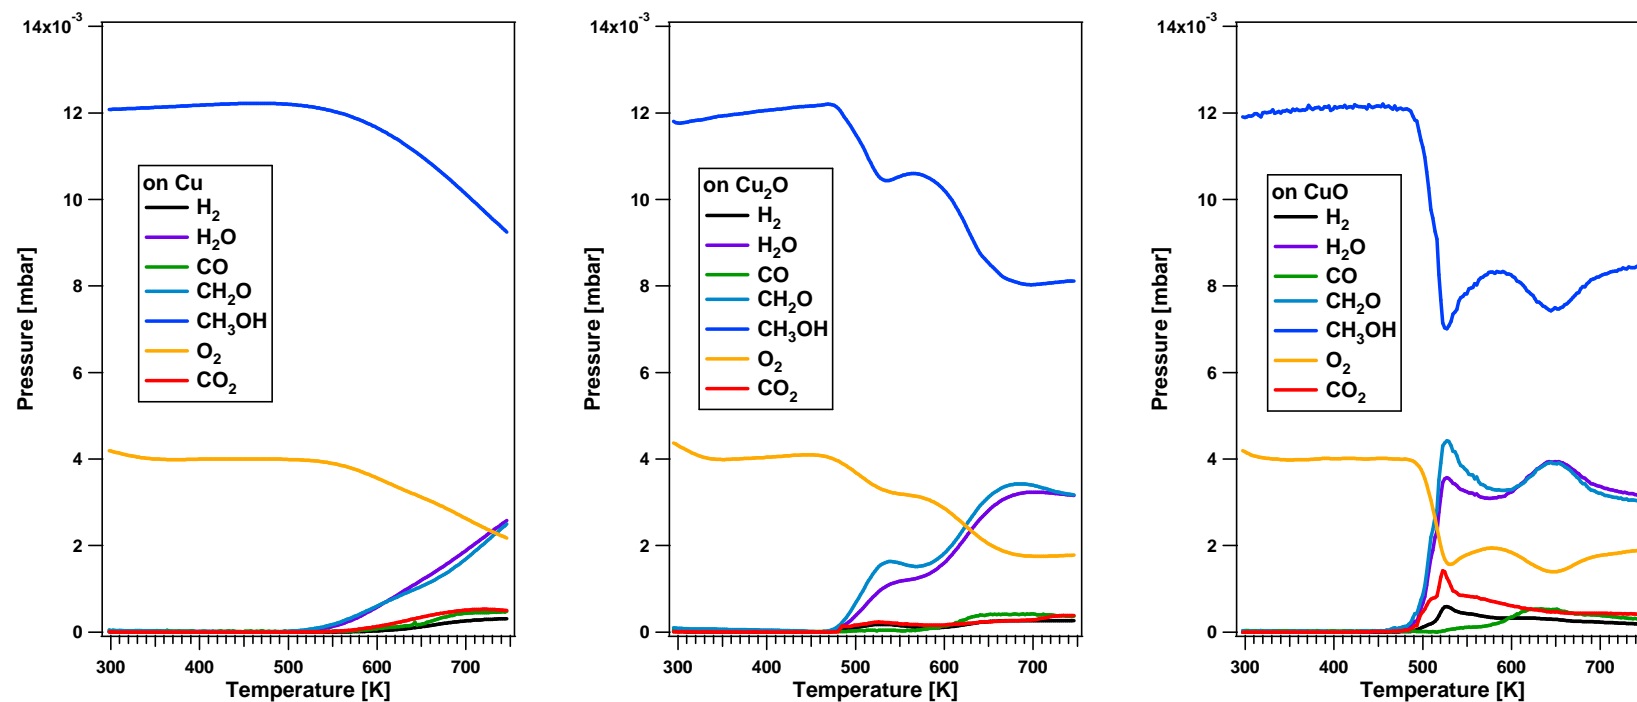 14x10-3
12
10
8
6
4
2
0
Pressure [mbar]
on Cu
H2
H2O
CO
CH2O
CH3OH
O2
CO2
300 400 500 600 700
Temperature [K]
14x10-3
12
10
8
6
4
2
0
Pressure [mbar]
on Cu2O
H2
H2O
CO
CH2O
CH3OH
O2
CO2
300 400 500 600 700
Temperature [K]
14x10-3
12
10
8
6
4
2
0
Pressure [mbar]
on CuO
H2
H2O
CO
CH2O
CH3OH
O2
CO2
300 400 500 600 700
Temperature [K]